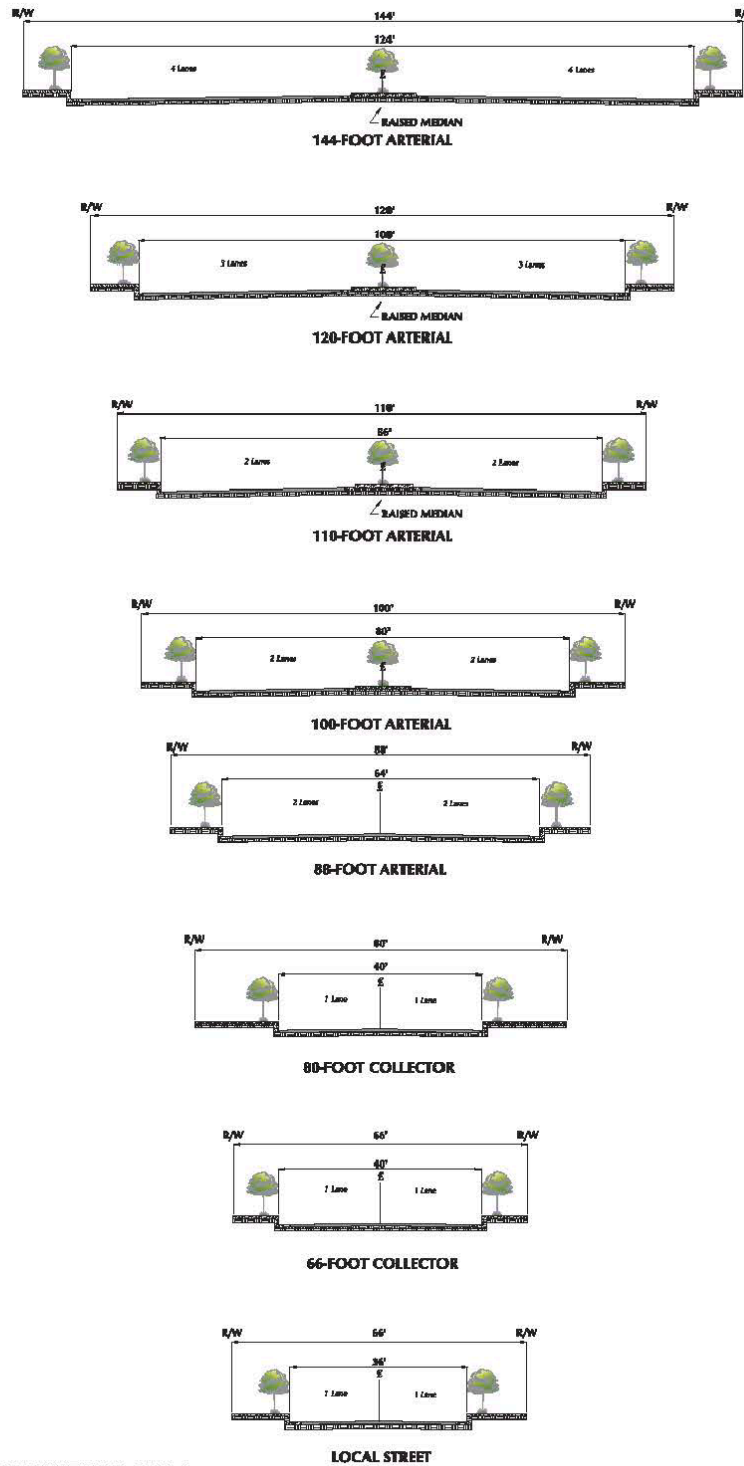 R/W 144' R/
124'
4 Lanes 4 Lanes
RAISED MEDIAN
144-FOOT ARTERIAL
R/W 120' R/W
100'
3 Lanes 3 Lanes
RAISED MEDIAN
120-FOOT ARTERIAL
R/W 110' R/W
86'
2 Lanes 2 Lanes
RAISED MEDIAN
110-FOOT ARTERIAL
R/W 100' R/W
80'
2 Lanes 2 Lanes
100-FOOT ARTERIAL
R/W 88' R/W
64'
2 Lanes 2 Lanes
88-FOOT ARTERIAL
R/W 80' R/W
40'
1 Lane 1 Lane
80-FOOT COLLECTOR
R/W 66' R/W
40'
1 Lane 1 Lane
66-FOOT COLLECTOR
R/W 66' R/W
36'
1 Lane 1 Lane
LOCAL STREET